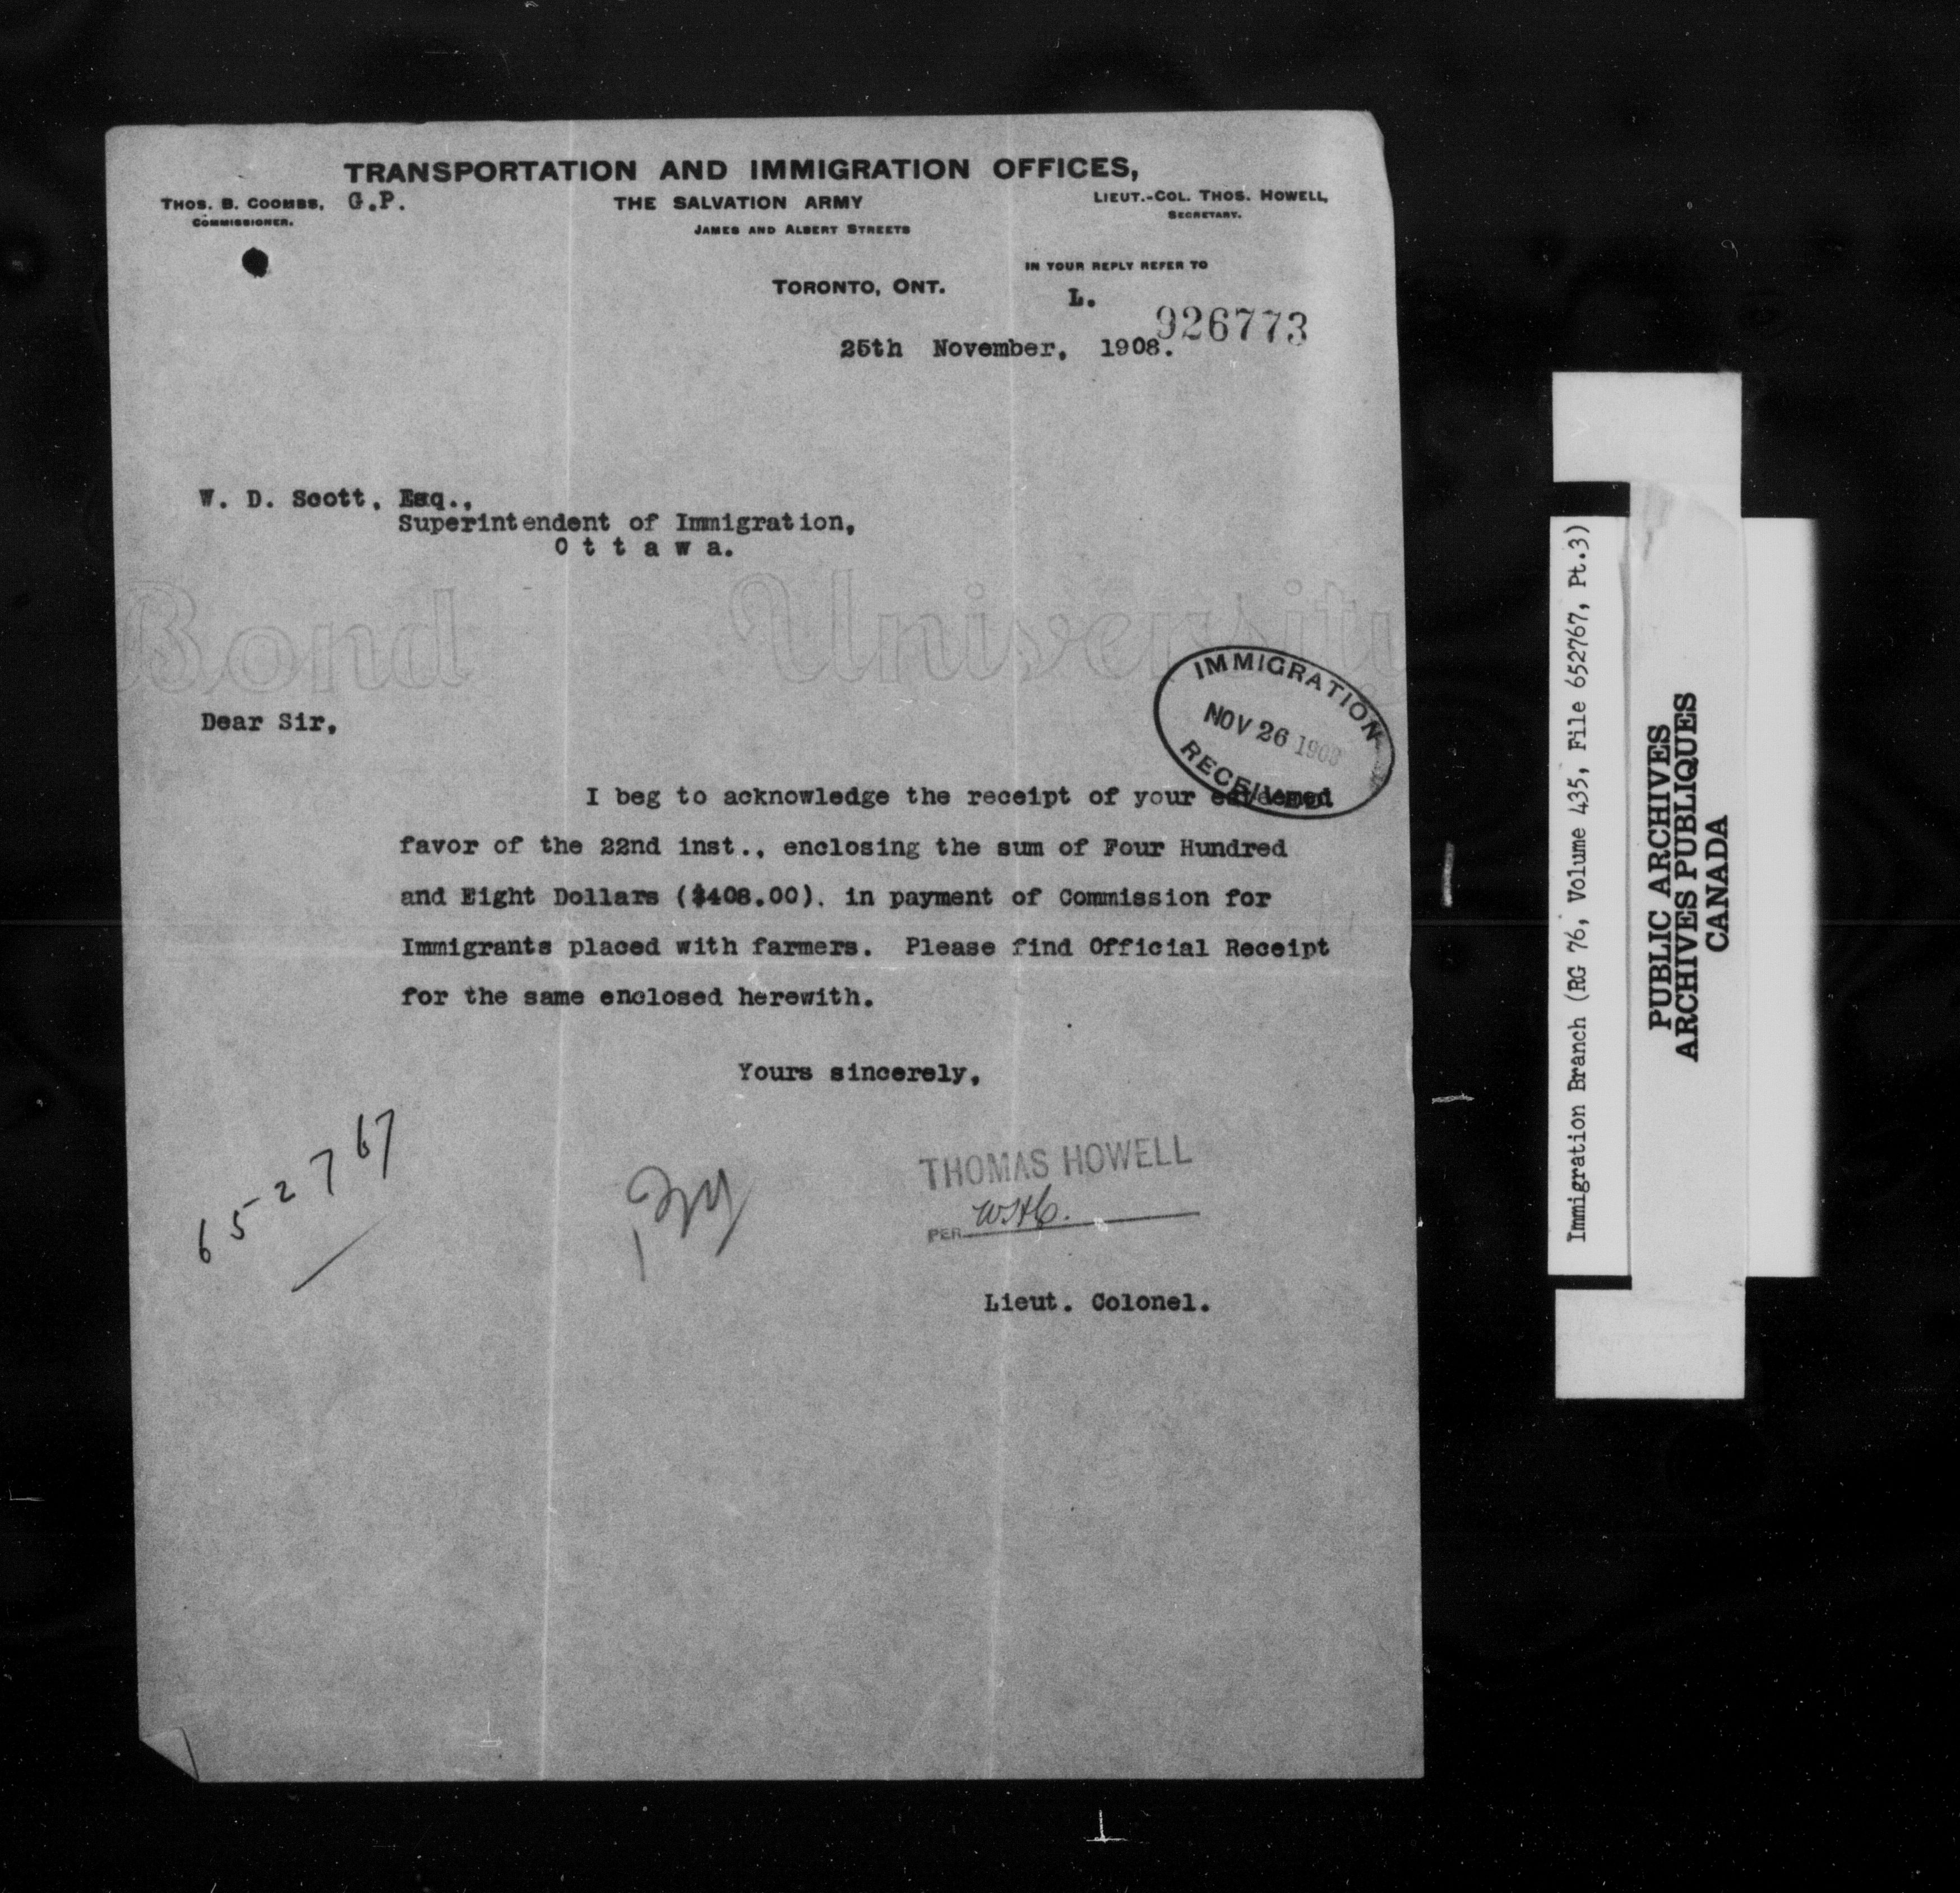 TRANSPORTATION AND IMMIGRATION OFFICES,
THOS. B. COOMBS, G.P.
COMMISSIONER.
THE SALVATION ARMY
JAMES AND ALBERT STREETS
LIEUT.-COL. THOS. HOWELL,
SECRETARY.
IN YOUR REPLY REFER TO
TORONTO, ONT.
L.
926773
25th November, 1908.
W. D. Scott, Esq.,
Superintendent of Immigration,
O t t a w a.
Bond University
IMMIGRATION
NOV 26 1908
RECEIVED
Dear Sir,
I beg to acknowledge the receipt of your esteemed
favor of the 22nd inst., enclosing the sum of Four Hundred
and Eight Dollars ($408.00). in payment of Commission for
Immigrants placed with farmers. Please find Official Receipt
for the same enclosed herewith.
Yours sincerely,
652767
THOMAS HOWELL
PER
Lieut. Colonel.
Immigration Branch (RG 76, Volume 435, File 652767, Pt.3)
PUBLIC ARCHIVES
ARCHIVES PUBLIQUES
CANADA